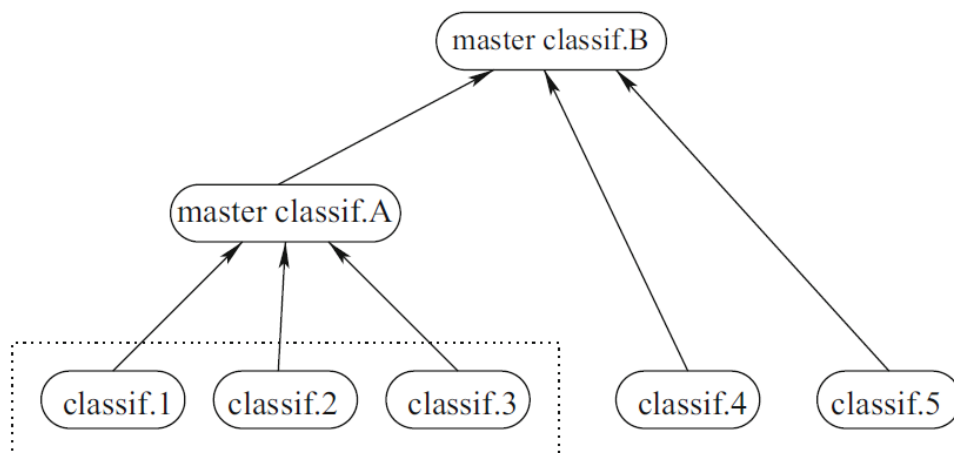 master classif.B
master classif.A
classif.1
classif.2
classif.3
classif.4
classif.5